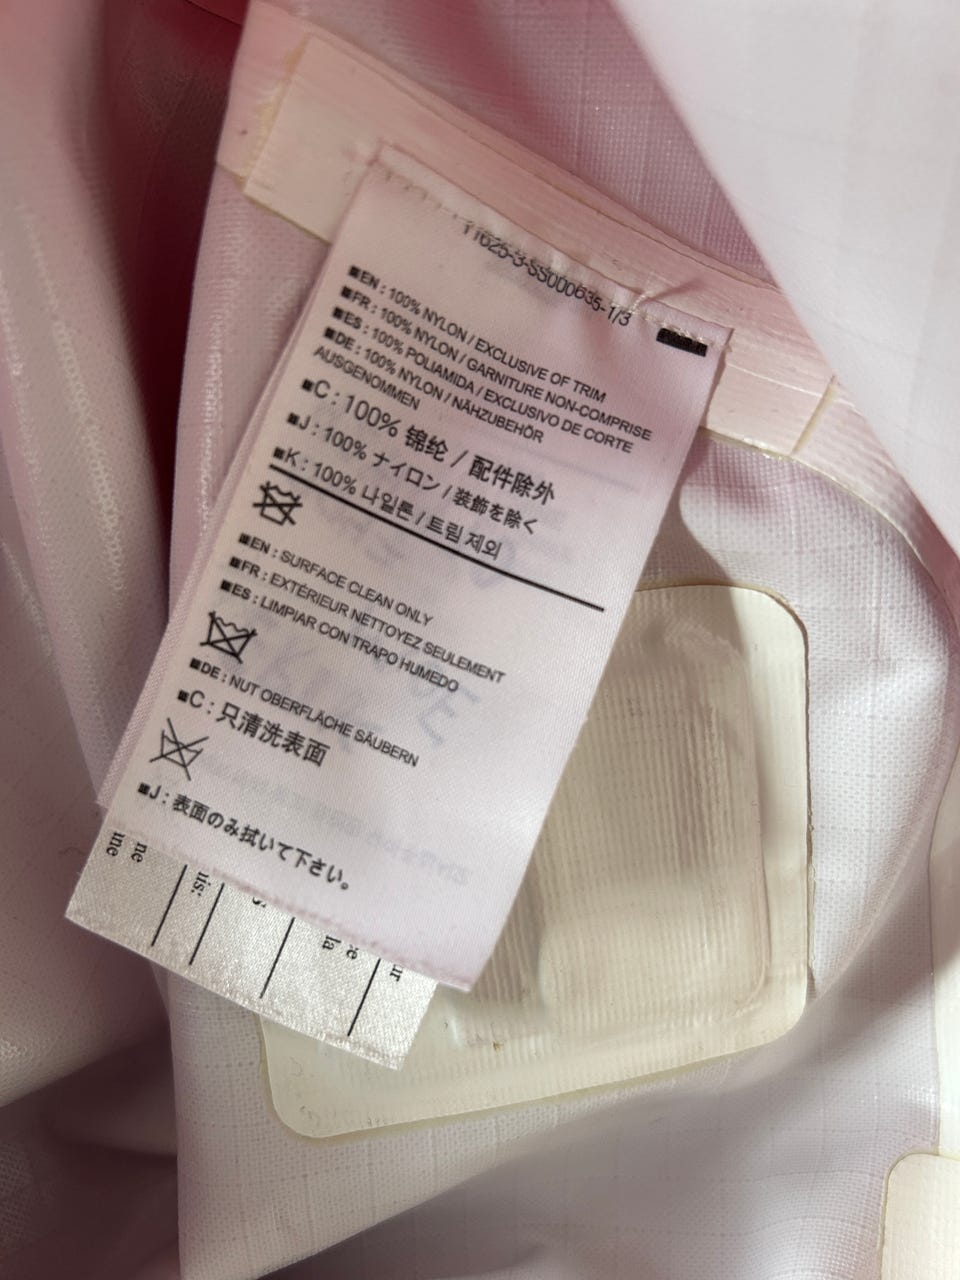 11625-3-SS000635-1/3
■EN : 100% NYLON / EXCLUSIVE OF TRIM
■FR : 100% NYLON / GARNITURE NON-COMPRISE
■ES : 100% POLIAMIDA / EXCLUSIVO DE CORTE
■DE : 100% NYLON / NÄHZUBEHÖR
AUSGENOMMEN
■C : 100% 锦纶 / 配件除外
■J : 100% ナイロン / 装飾を除く
■K : 100% 나일론 / 트림 제외
■EN : SURFACE CLEAN ONLY
■FR : EXTÉRIEUR NETTOYEZ SEULEMENT
■ES : LIMPIAR CON TRAPO HUMEDO
■DE : NUT OBERFLÄCHE SÄUBERN
■C : 只清洗表面
■J : 表面のみ拭いて下さい。
me
ne
la
ur